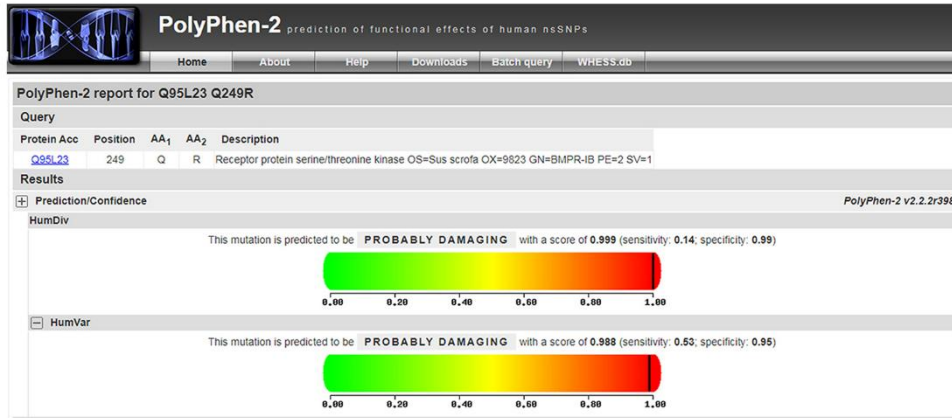 PolyPhen-2 prediction of functional effects of human nsSNPs
Home About Help Downloads Batch query WHESS.db
PolyPhen-2 report for Q95L23 Q249R
Query
Protein Acc Position AA1 AA2 Description
Q95L23 249 Q R Receptor protein serine/threonine kinase OS=Sus scrofa OX=9823 GN=BMPR-IB PE=2 SV=1
Results
+ Prediction/Confidence PolyPhen-2 v2.2.2r398
HumDiv
This mutation is predicted to be PROBABLY DAMAGING with a score of 0.999 (sensitivity: 0.14; specificity: 0.99)
0.00 0.20 0.40 0.60 0.80 1.00
- HumVar
This mutation is predicted to be PROBABLY DAMAGING with a score of 0.988 (sensitivity: 0.53; specificity: 0.95)
0.00 0.20 0.40 0.60 0.80 1.00